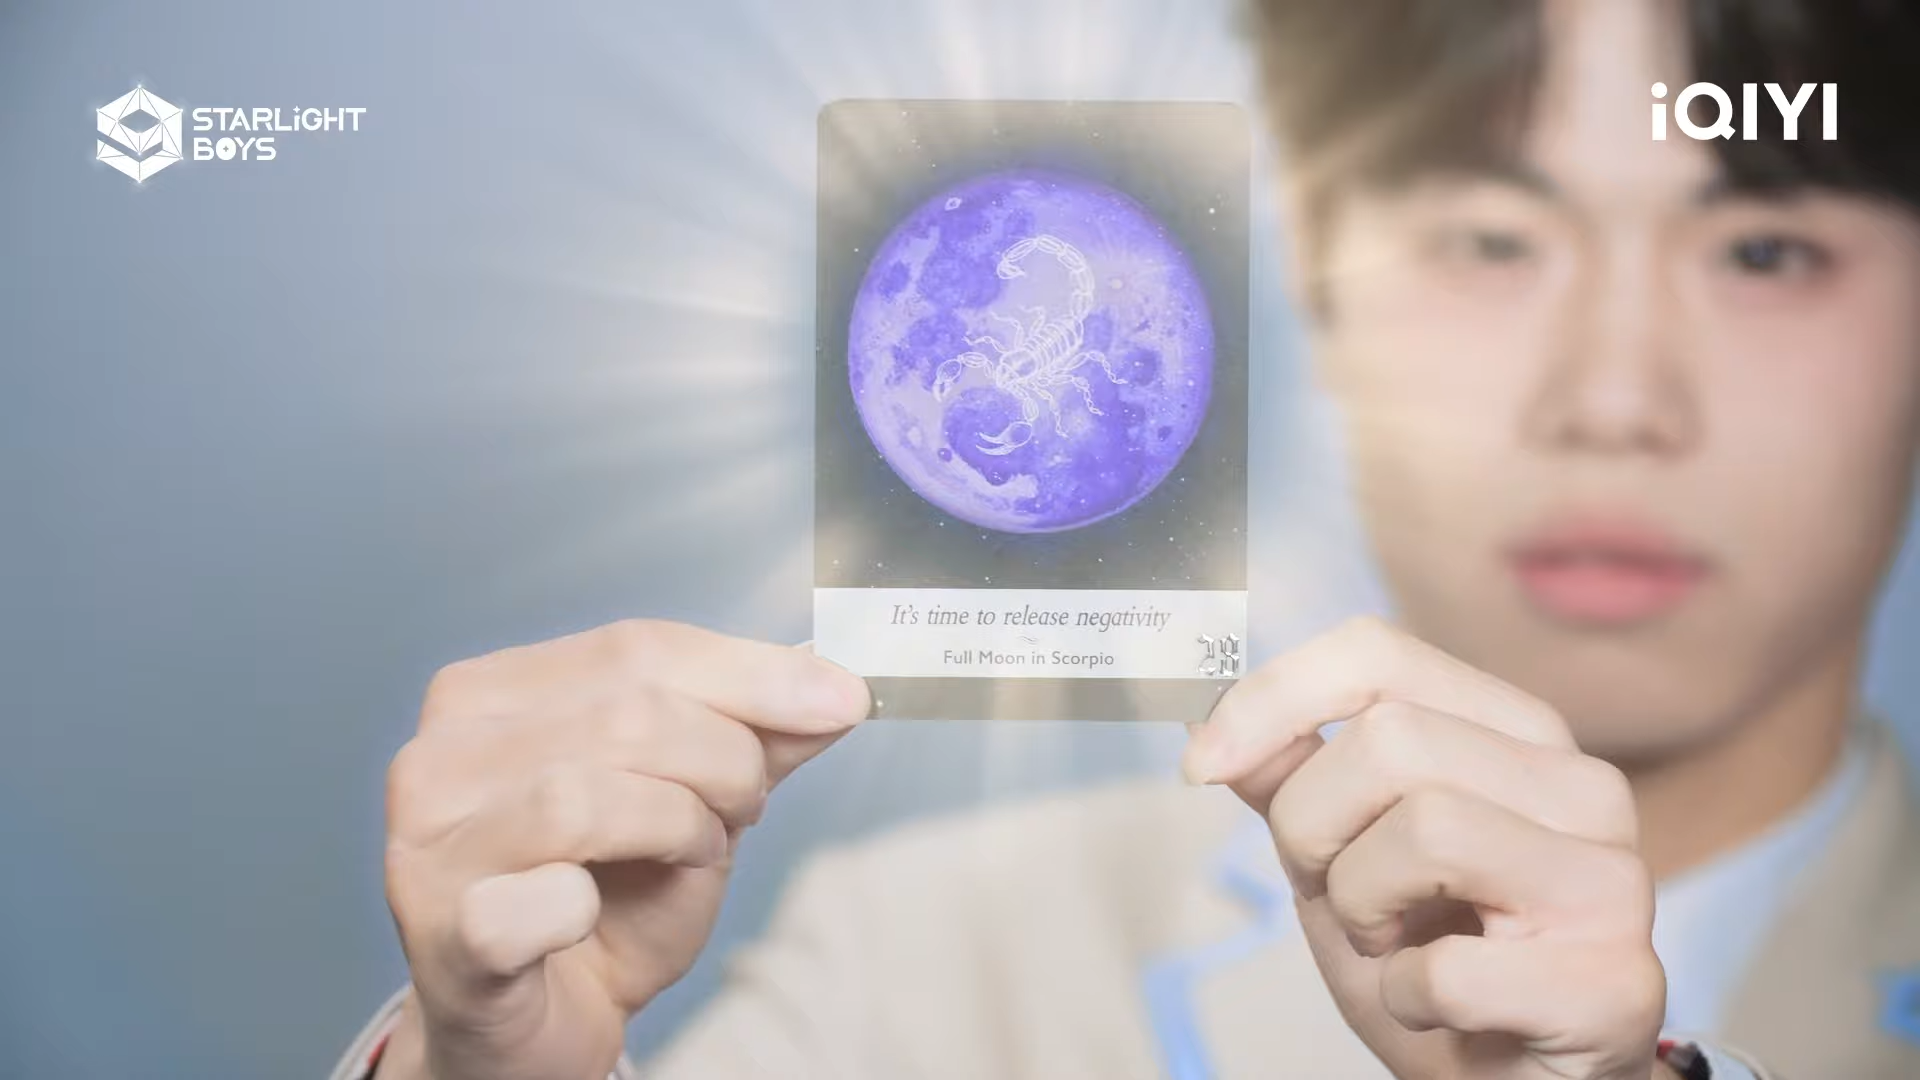 STARLiGHT
BOYS
iQIYI
It's time to release negativity
Full Moon in Scorpio
28